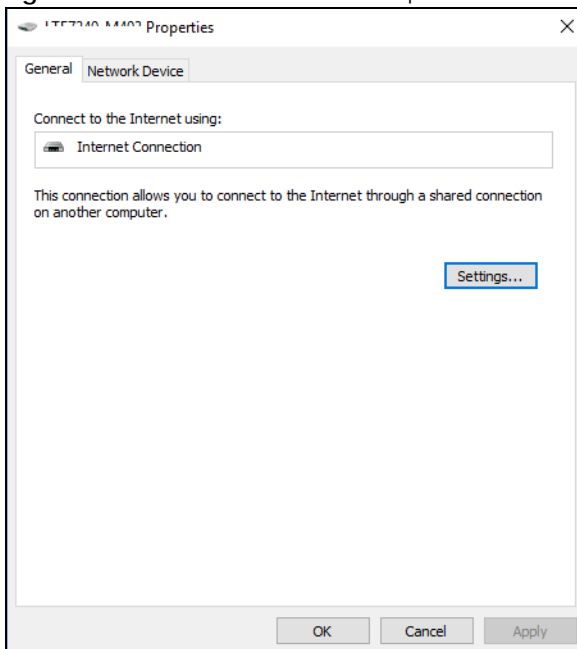 Properties
General
Network Device
Connect to the Internet using:
Internet Connection
This connection allows you to connect to the Internet through a shared connection
on another computer.
Settings...
OK
Cancel
Apply